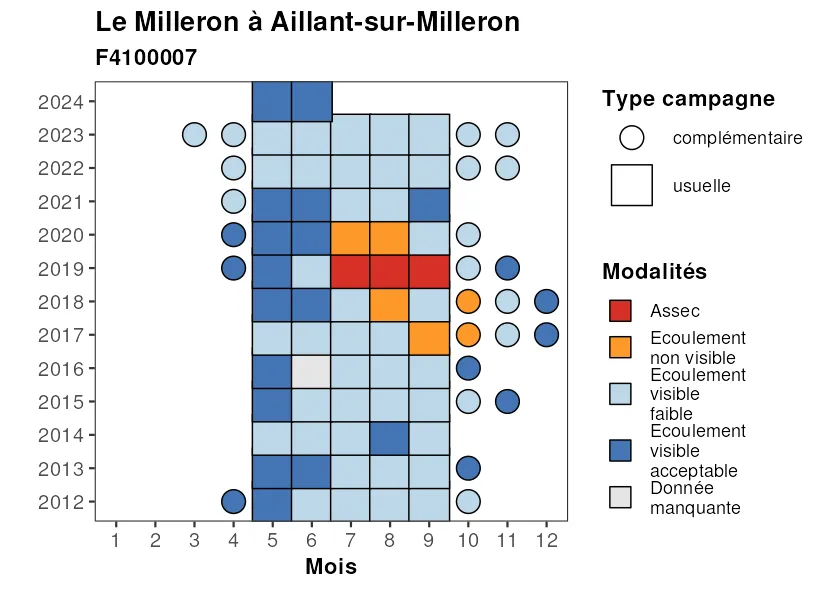 Le Milleron à Aillant-sur-Milleron
F4100007
2024
2023
2022
2021
2020
2019
2018
2017
2016
2015
2014
2013
2012
1 2 3 4 5 6 7 8 9 10 11 12
Mois
Type campagne
complémentaire
usuelle
Modalités
Assec
Ecoulement
non visible
Ecoulement
visible
faible
Ecoulement
visible
acceptable
Donnée
manquante